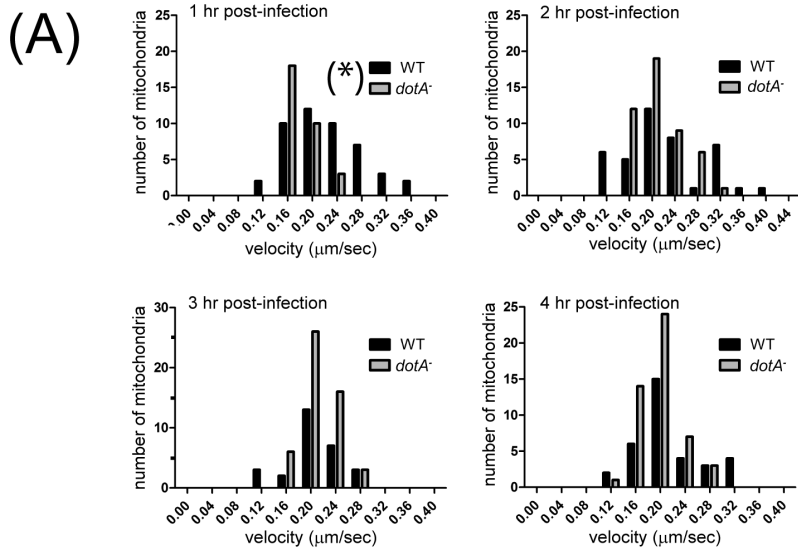 (A)
1 hr post-infection
number of mitochondria
25
20
15
10
5
0
(*)
WT
dotA-
0.04 0.08 0.12 0.16 0.20 0.24 0.28 0.32 0.36 0.40
velocity (μm/sec)
2 hr post-infection
number of mitochondria
25
20
15
10
5
0
WT
dotA-
0.00 0.04 0.08 0.12 0.16 0.20 0.24 0.28 0.32 0.36 0.40 0.44
velocity (μm/sec)
3 hr post-infection
number of mitochondria
30
20
10
0
WT
dotA-
0.00 0.04 0.08 0.12 0.16 0.20 0.24 0.28 0.32 0.36 0.40
velocity (μm/sec)
4 hr post-infection
number of mitochondria
25
20
15
10
5
0
WT
dotA-
0.00 0.04 0.08 0.12 0.16 0.20 0.24 0.28 0.32 0.36 0.40
velocity (μm/sec)